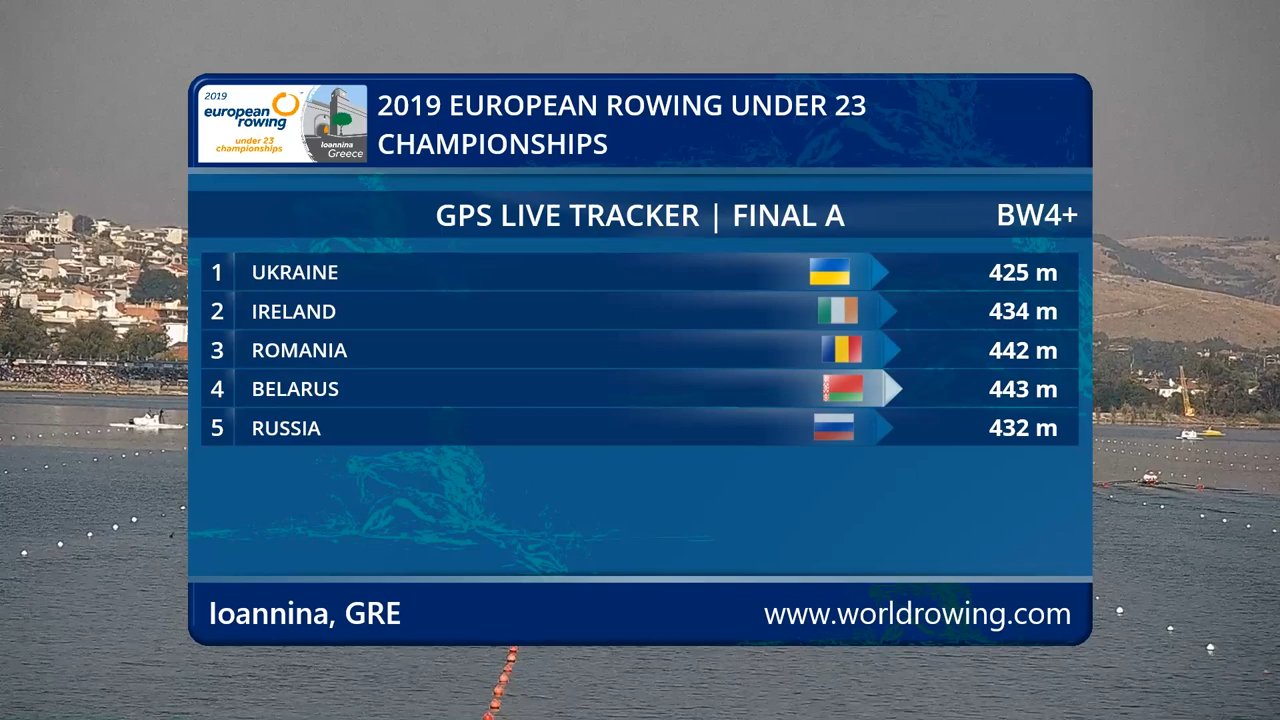 2019
european
rowing
under 23
championships
Ioannina
Greece
2019 EUROPEAN ROWING UNDER 23
CHAMPIONSHIPS
GPS LIVE TRACKER | FINAL A BW4+
1 UKRAINE 425 m
2 IRELAND 434 m
3 ROMANIA 442 m
4 BELARUS 443 m
5 RUSSIA 432 m
Ioannina, GRE www.worldrowing.com